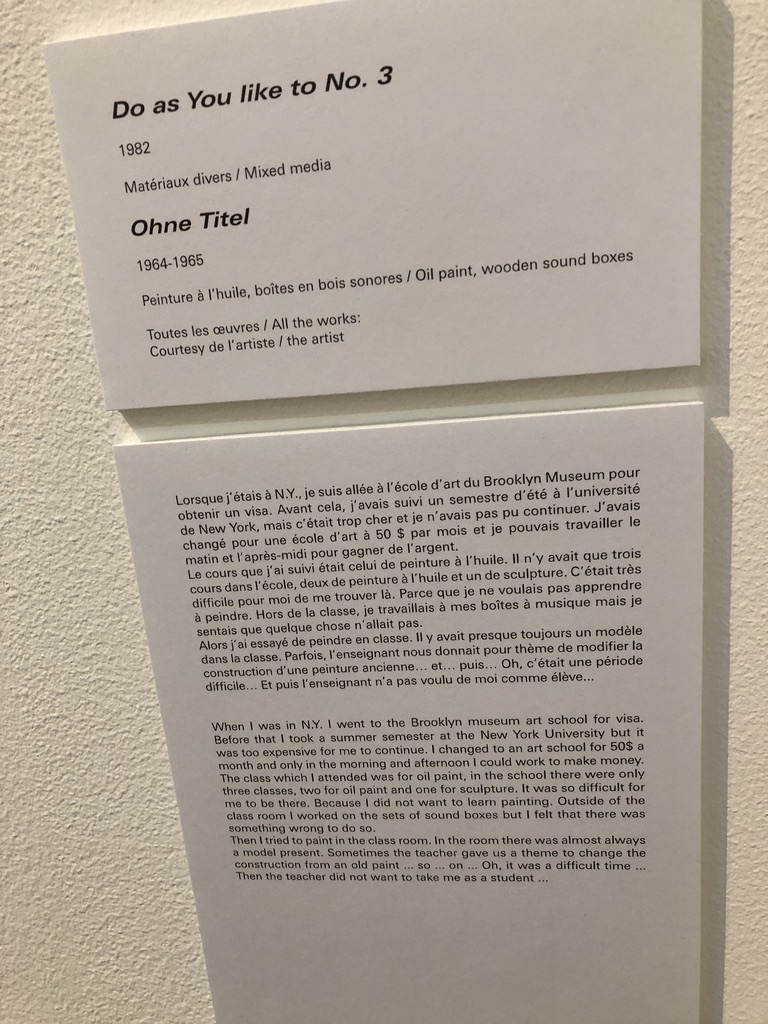 Do as You like to No. 3
1982
Matériaux divers / Mixed media
Ohne Titel
1964-1965
Peinture à l'huile, boîtes en bois sonores / Oil paint, wooden sound boxes
Toutes les œuvres / All the works:
Courtesy de l'artiste / the artist
Lorsque j'étais à N.Y., je suis allée à l'école d'art du Brooklyn Museum pour
obtenir un visa. Avant cela, j'avais suivi un semestre d'été à l'université
de New York, mais c'était trop cher et je n'avais pas pu continuer. J'avais
changé pour une école d'art à 50 $ par mois et je pouvais travailler le
matin et l'après-midi pour gagner de l'argent.
Le cours que j'ai suivi était celui de peinture à l'huile. Il n'y avait que trois
cours dans l'école, deux de peinture à l'huile et un de sculpture. C'était très
difficile pour moi de me trouver là. Parce que je ne voulais pas apprendre
à peindre. Hors de la classe, je travaillais à mes boîtes à musique mais je
sentais que quelque chose n'allait pas.
Alors j'ai essayé de peindre en classe. Il y avait presque toujours un modèle
dans la classe. Parfois, l'enseignant nous donnait pour thème de modifier la
construction d'une peinture ancienne... et... puis... Oh, c'était une période
difficile... Et puis l'enseignant n'a pas voulu de moi comme élève...
When I was in N.Y. I went to the Brooklyn museum art school for visa.
Before that I took a summer semester at the New York University but it
was too expensive for me to continue. I changed to an art school for 50$ a
month and only in the morning and afternoon I could work to make money.
The class which I attended was for oil paint, in the school there were only
three classes, two for oil paint and one for sculpture. It was so difficult for
me to be there. Because I did not want to learn painting. Outside of the
class room I worked on the sets of sound boxes but I felt that there was
something wrong to do so.
Then I tried to paint in the class room. In the room there was almost always
a model present. Sometimes the teacher gave us a theme to change the
construction from an old paint ... so ... on ... Oh, it was a difficult time ...
Then the teacher did not want to take me as a student ...